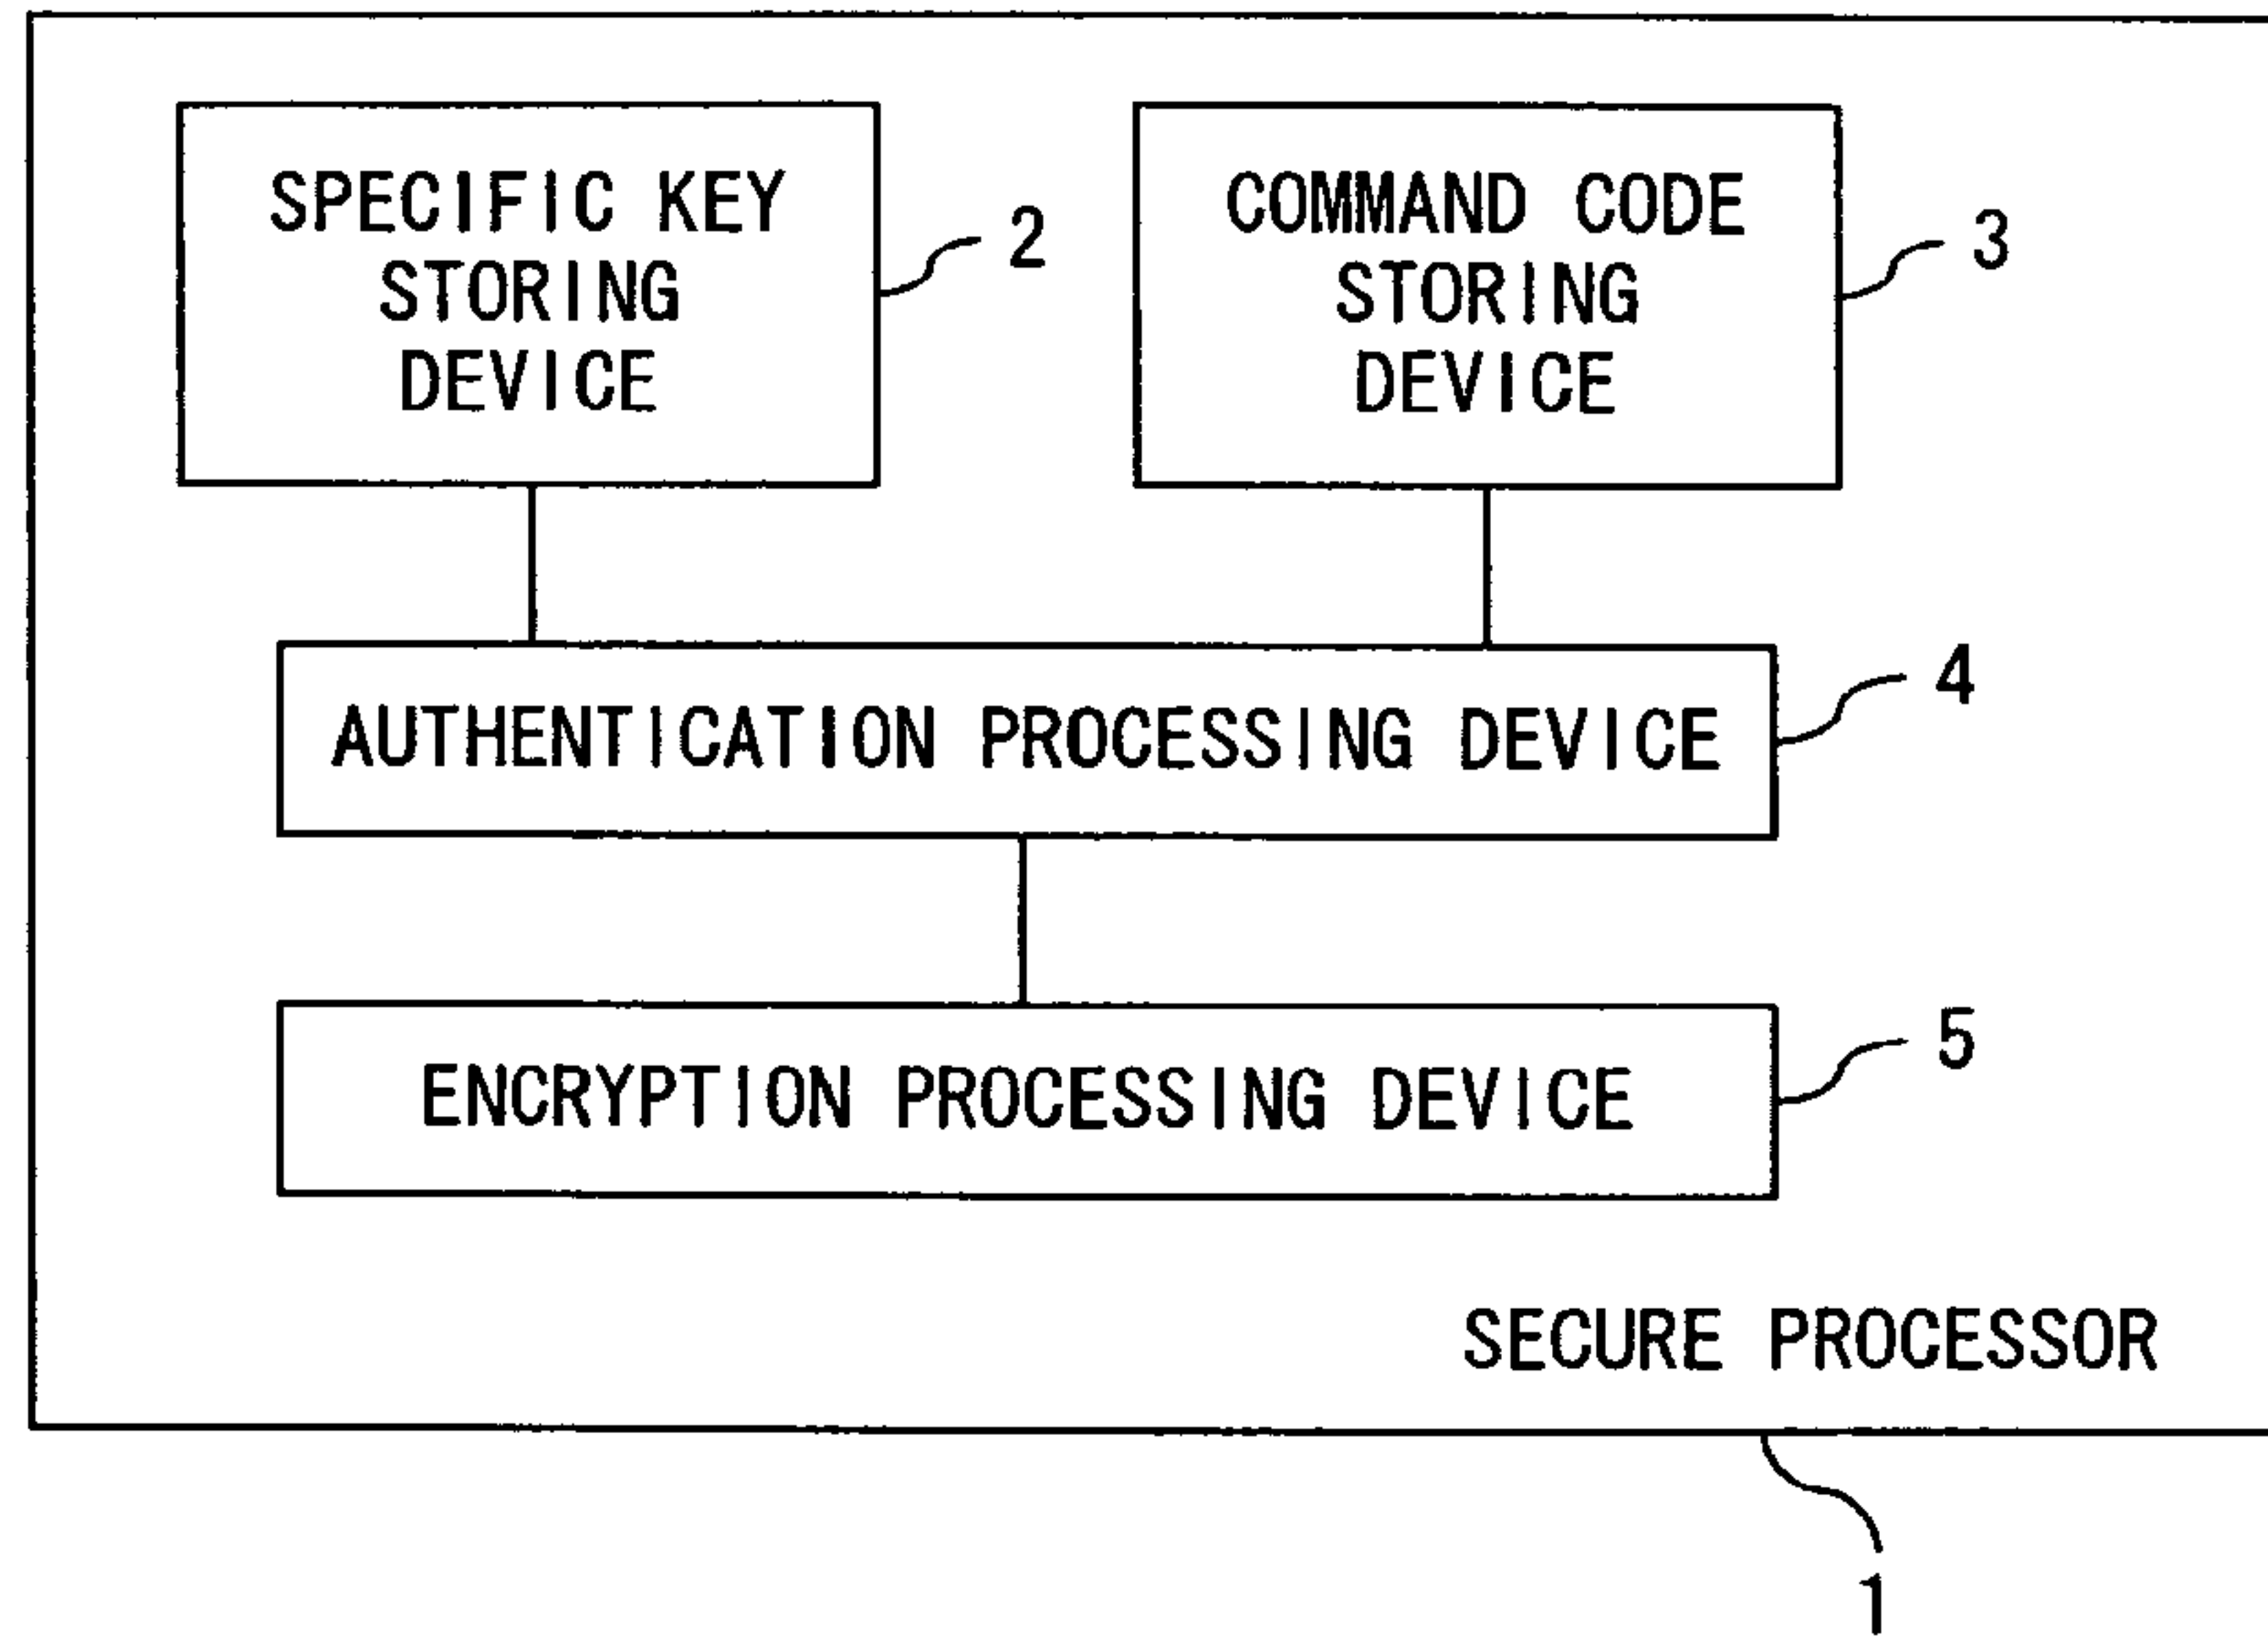 SPECIFIC KEY
STORING
DEVICE
2
COMMAND CODE
STORING
DEVICE
3
AUTHENTICATION PROCESSING DEVICE
4
ENCRYPTION PROCESSING DEVICE
5
SECURE PROCESSOR
1